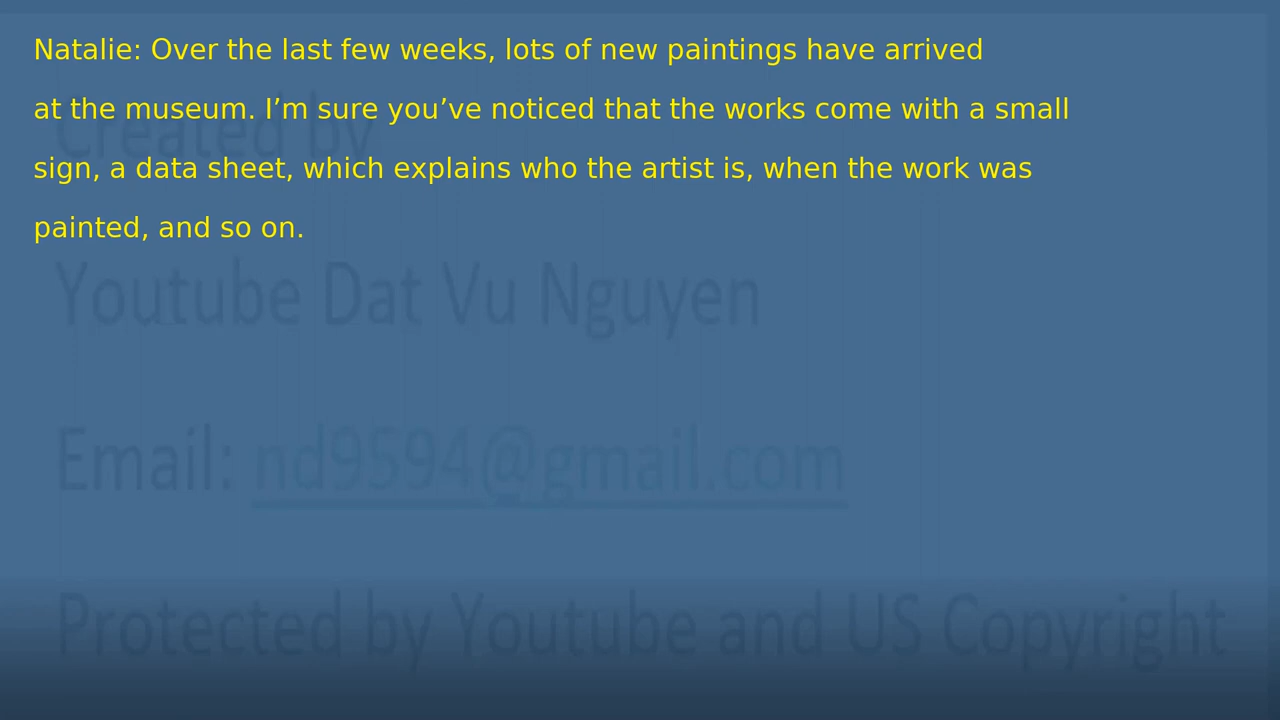 Natalie: Over the last few weeks, lots of new paintings have arrived
at the museum. I’m sure you’ve noticed that the works come with a small
Created by
sign, a data sheet, which explains who the artist is, when the work was
painted, and so on.
Youtube Dat Vu Nguyen
Email: nd9594@gmail.com
Protected by Youtube and US Copyright